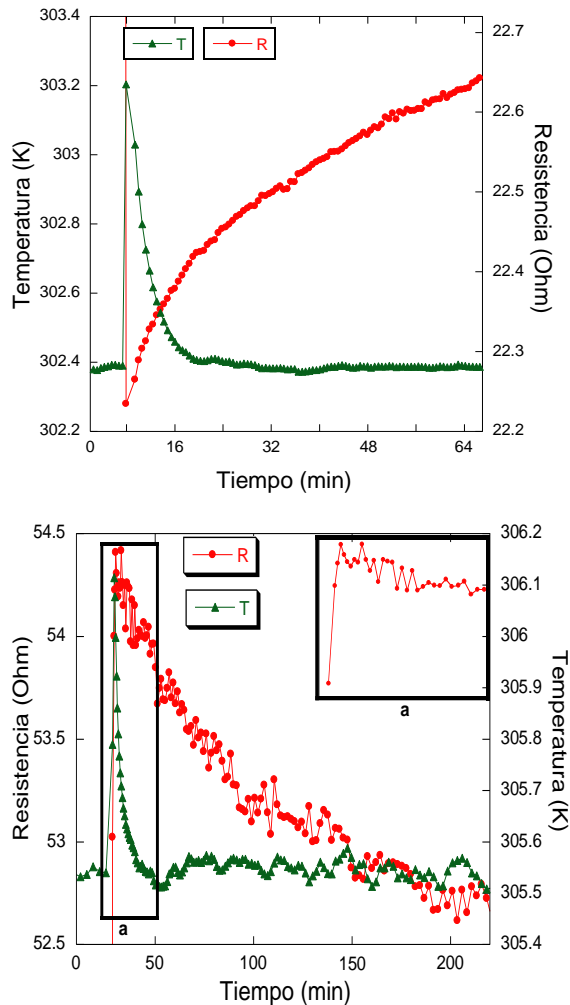 303.4
303.2
303
302.8
302.6
302.4
302.2
Temperatura (K)
T
R
22.7
22.6
22.5
22.4
22.3
22.2
Resistencia (Ohm)
0 16 32 48 64
Tiempo (min)
54.5
54
53.5
53
52.5
Resistencia (Ohm)
R
T
a
a
306.2
306.1
306
305.9
305.8
305.7
305.6
305.5
305.4
Temperatura (K)
0 50 100 150 200
Tiempo (min)